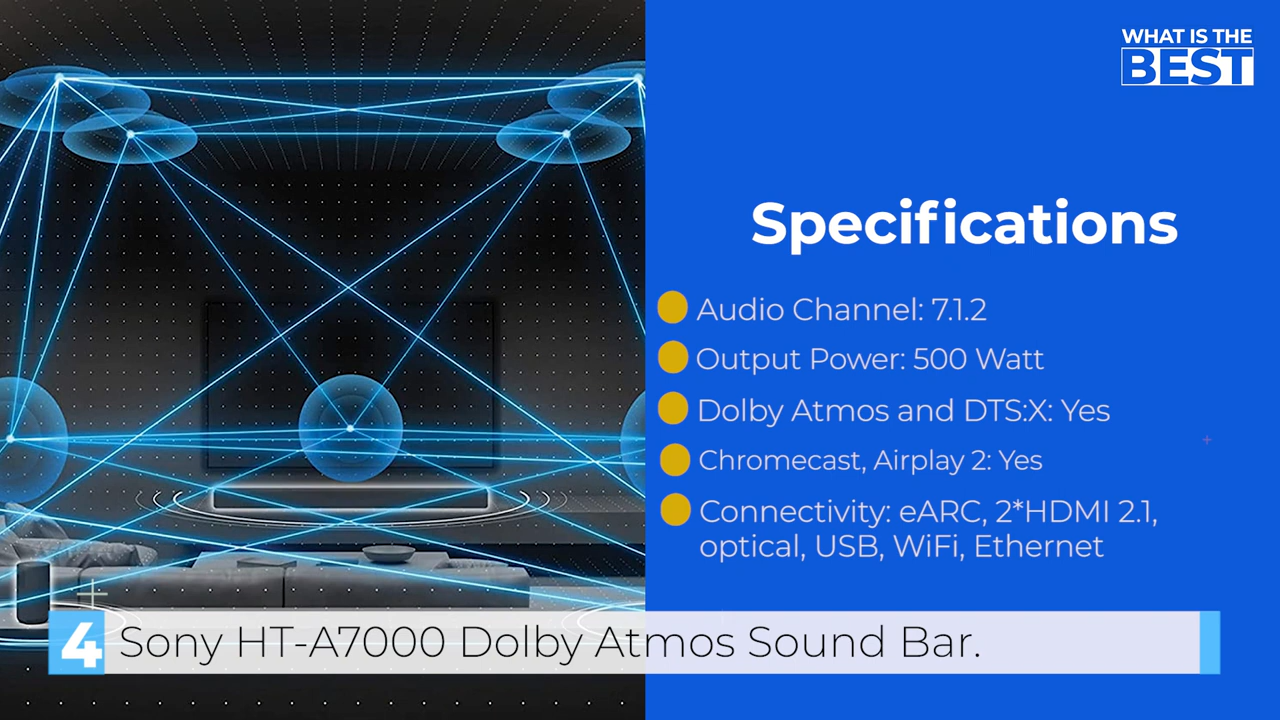 WHAT IS THE
BEST
Specifications
Audio Channel: 7.1.2
Output Power: 500 Watt
Dolby Atmos and DTS:X: Yes
Chromecast, Airplay 2: Yes
Connectivity: eARC, 2*HDMI 2.1,
optical, USB, WiFi, Ethernet
4 Sony HT-A7000 Dolby Atmos Sound Bar.